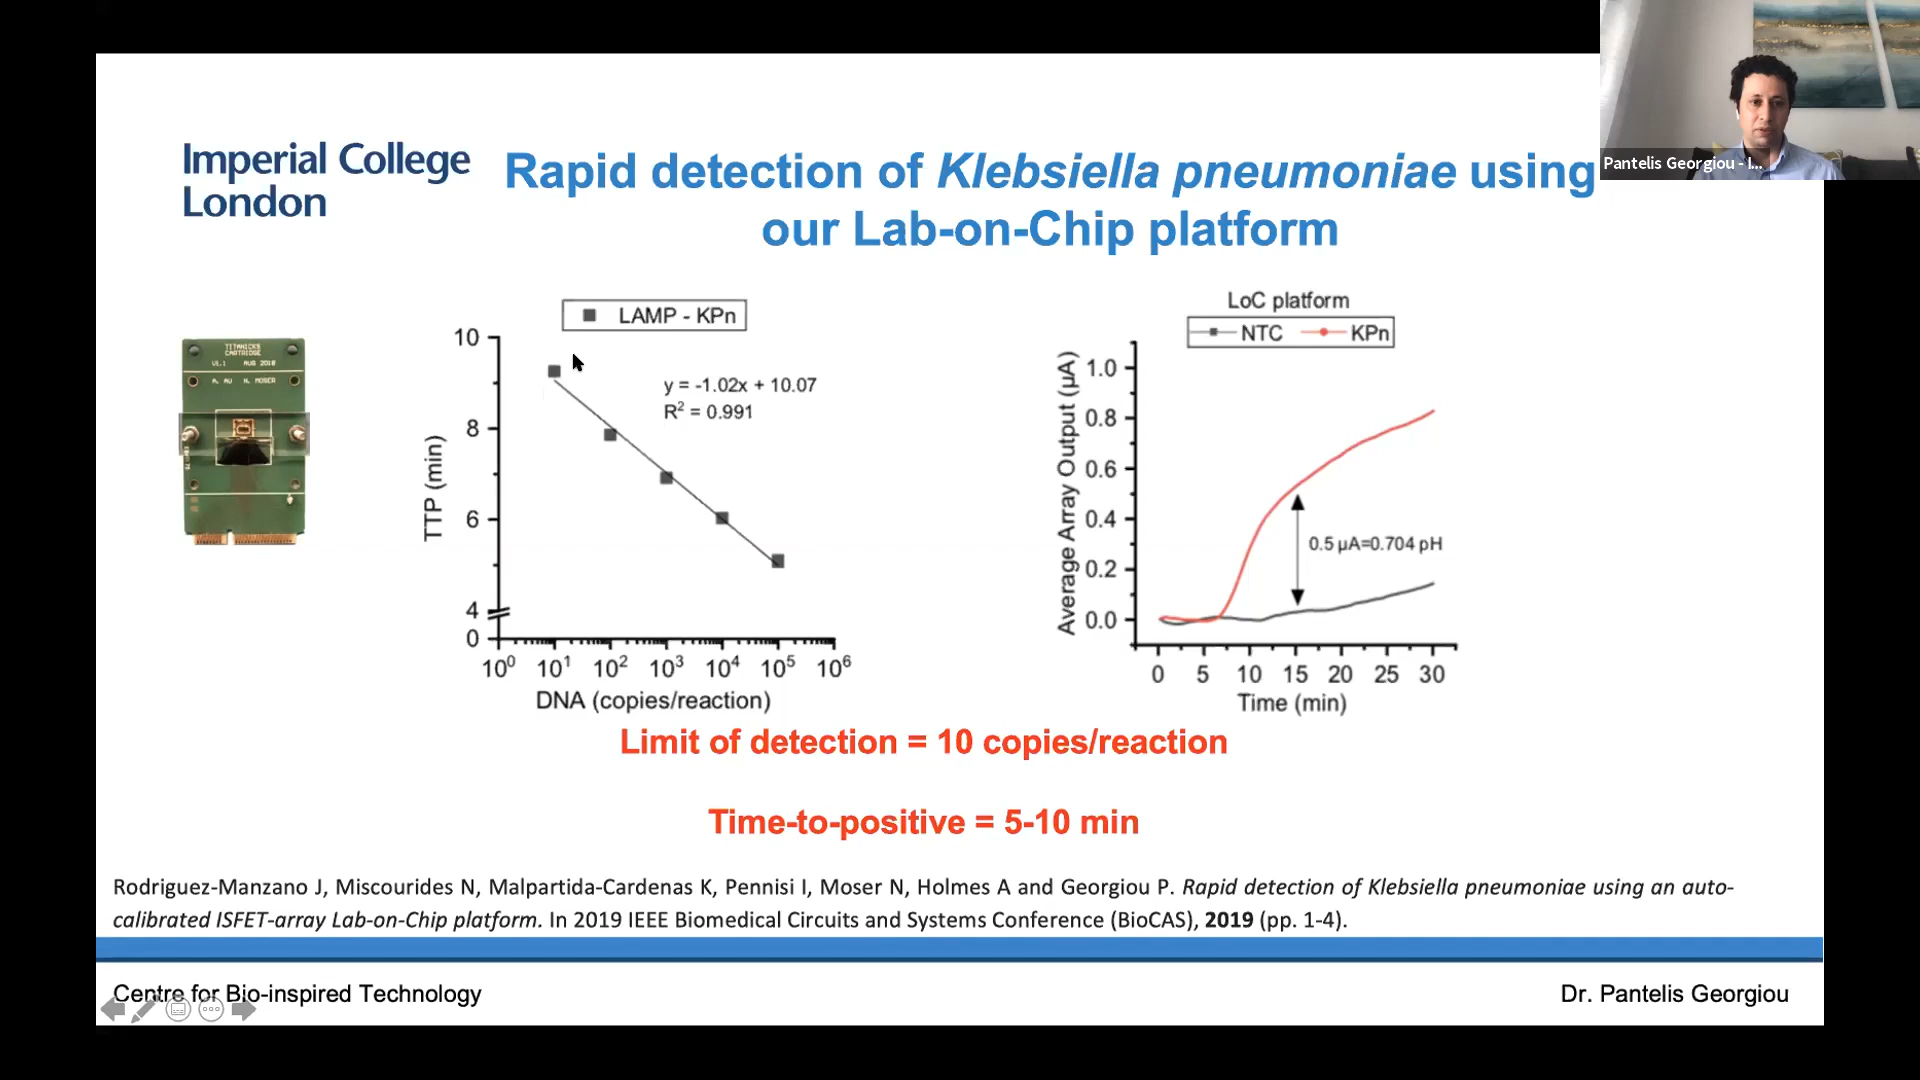 Pantelis Georgiou - I...
Imperial College
London
Rapid detection of Klebsiella pneumoniae using
our Lab-on-Chip platform
TITANICKS
CARTRIDGE
V1.1 AUG 2018
N. MOSER
LAMP - KPn
10
8
6
4
0
TTP (min)
y = -1.02x + 10.07
R² = 0.991
10⁰ 10¹ 10² 10³ 10⁴ 10⁵ 10⁶
DNA (copies/reaction)
LoC platform
NTC KPn
1.0
0.8
0.6
0.4
0.2
0.0
Average Array Output (µA)
0.5 µA=0.704 pH
0 5 10 15 20 25 30
Time (min)
Limit of detection = 10 copies/reaction
Time-to-positive = 5-10 min
Rodriguez-Manzano J, Miscourides N, Malpartida-Cardenas K, Pennisi I, Moser N, Holmes A and Georgiou P. Rapid detection of Klebsiella pneumoniae using an auto-
calibrated ISFET-array Lab-on-Chip platform. In 2019 IEEE Biomedical Circuits and Systems Conference (BioCAS), 2019 (pp. 1-4).
Centre for Bio-inspired Technology
Dr. Pantelis Georgiou